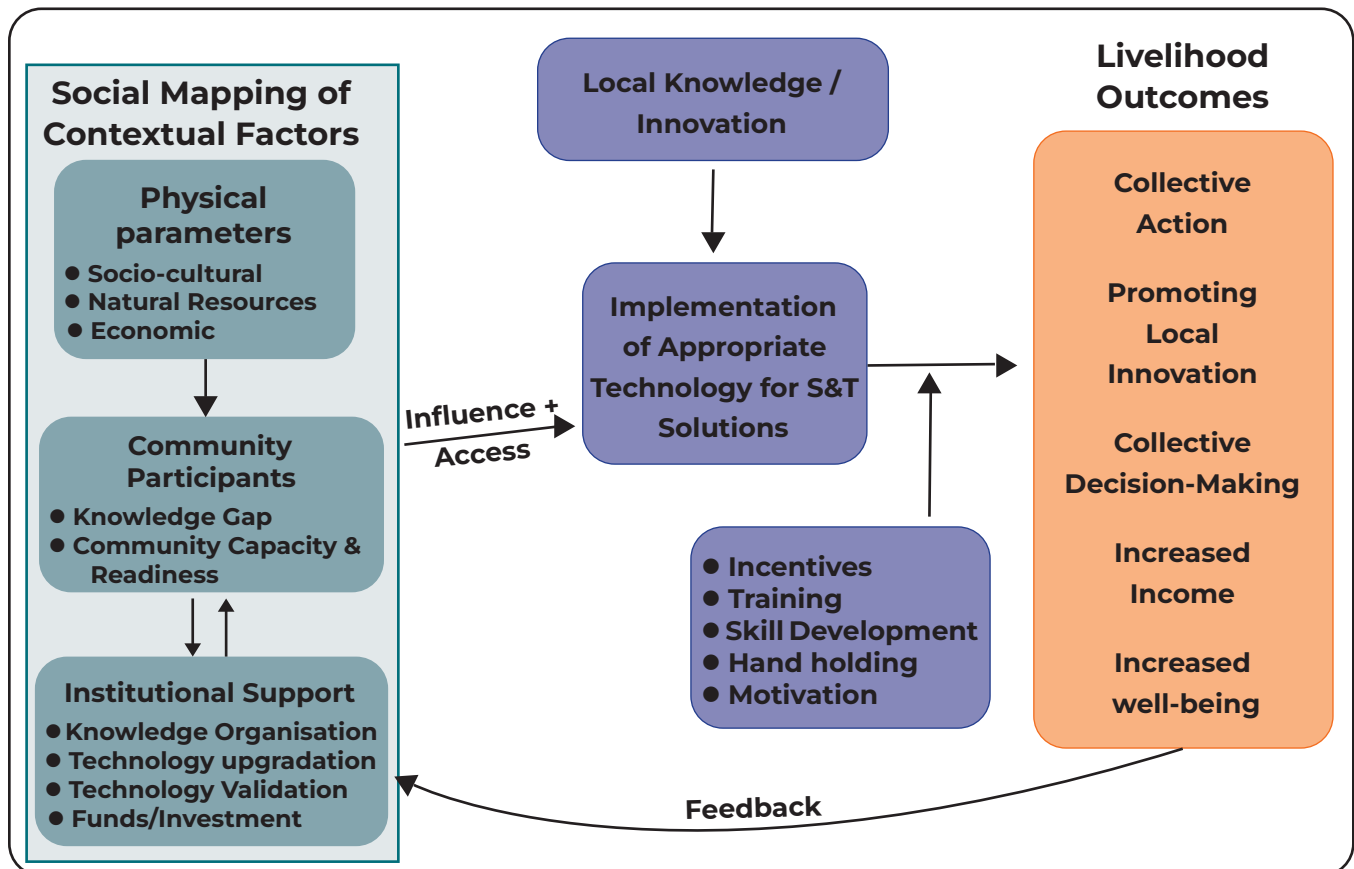 Social Mapping of
Contextual Factors
Physical
parameters
● Socio-cultural
● Natural Resources
● Economic
Community
Participants
● Knowledge Gap
● Community Capacity &
Readiness
Institutional Support
● Knowledge Organisation
● Technology upgradation
● Technology Validation
● Funds/Investment
Influence +
Access
Local Knowledge /
Innovation
Implementation
of Appropriate
Technology for S&T
Solutions
● Incentives
● Training
● Skill Development
● Hand holding
● Motivation
Livelihood
Outcomes
Collective
Action
Promoting
Local
Innovation
Collective
Decision-Making
Increased
Income
Increased
well-being
Feedback